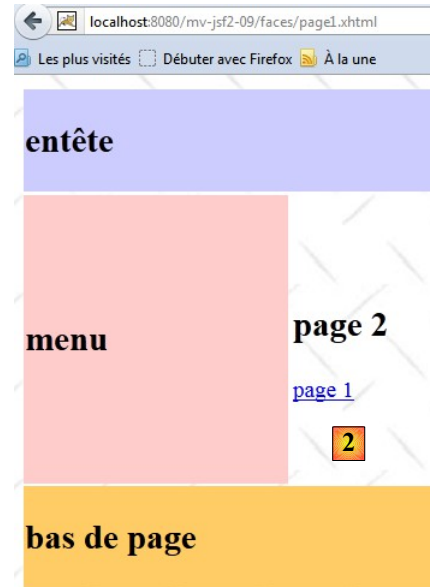 localhost:8080/mv-jsf2-09/faces/page1.xhtml
Les plus visités Débuter avec Firefox À la une
entête
menu
page 2
page 1
2
bas de page